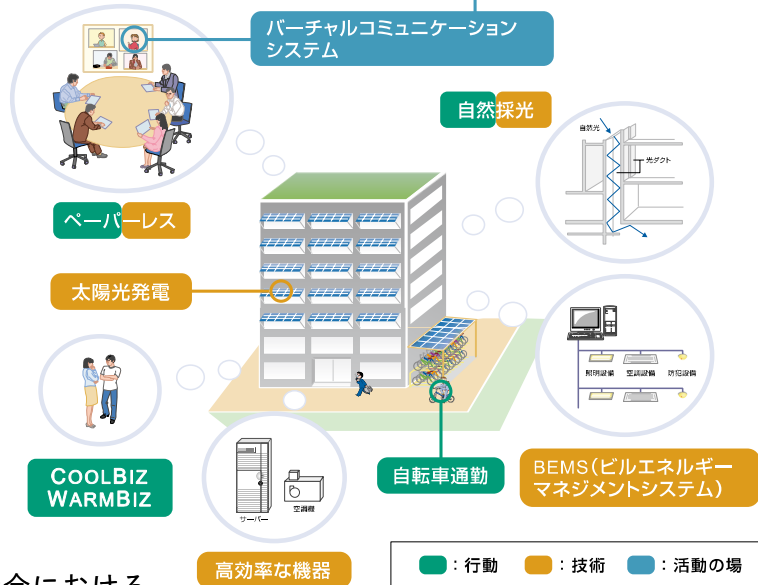 バーチャルコミュニケーション
システム
自然採光
自然光
光ダクト
ペーパーレス
太陽光発電
照明設備 空調設備 防犯設備
COOLBIZ
WARMBIZ
自転車通勤
BEMS(ビルエネルギー
マネジメントシステム)
サーバー
空調機
高効率な機器
:行動 :技術 :活動の場
会における